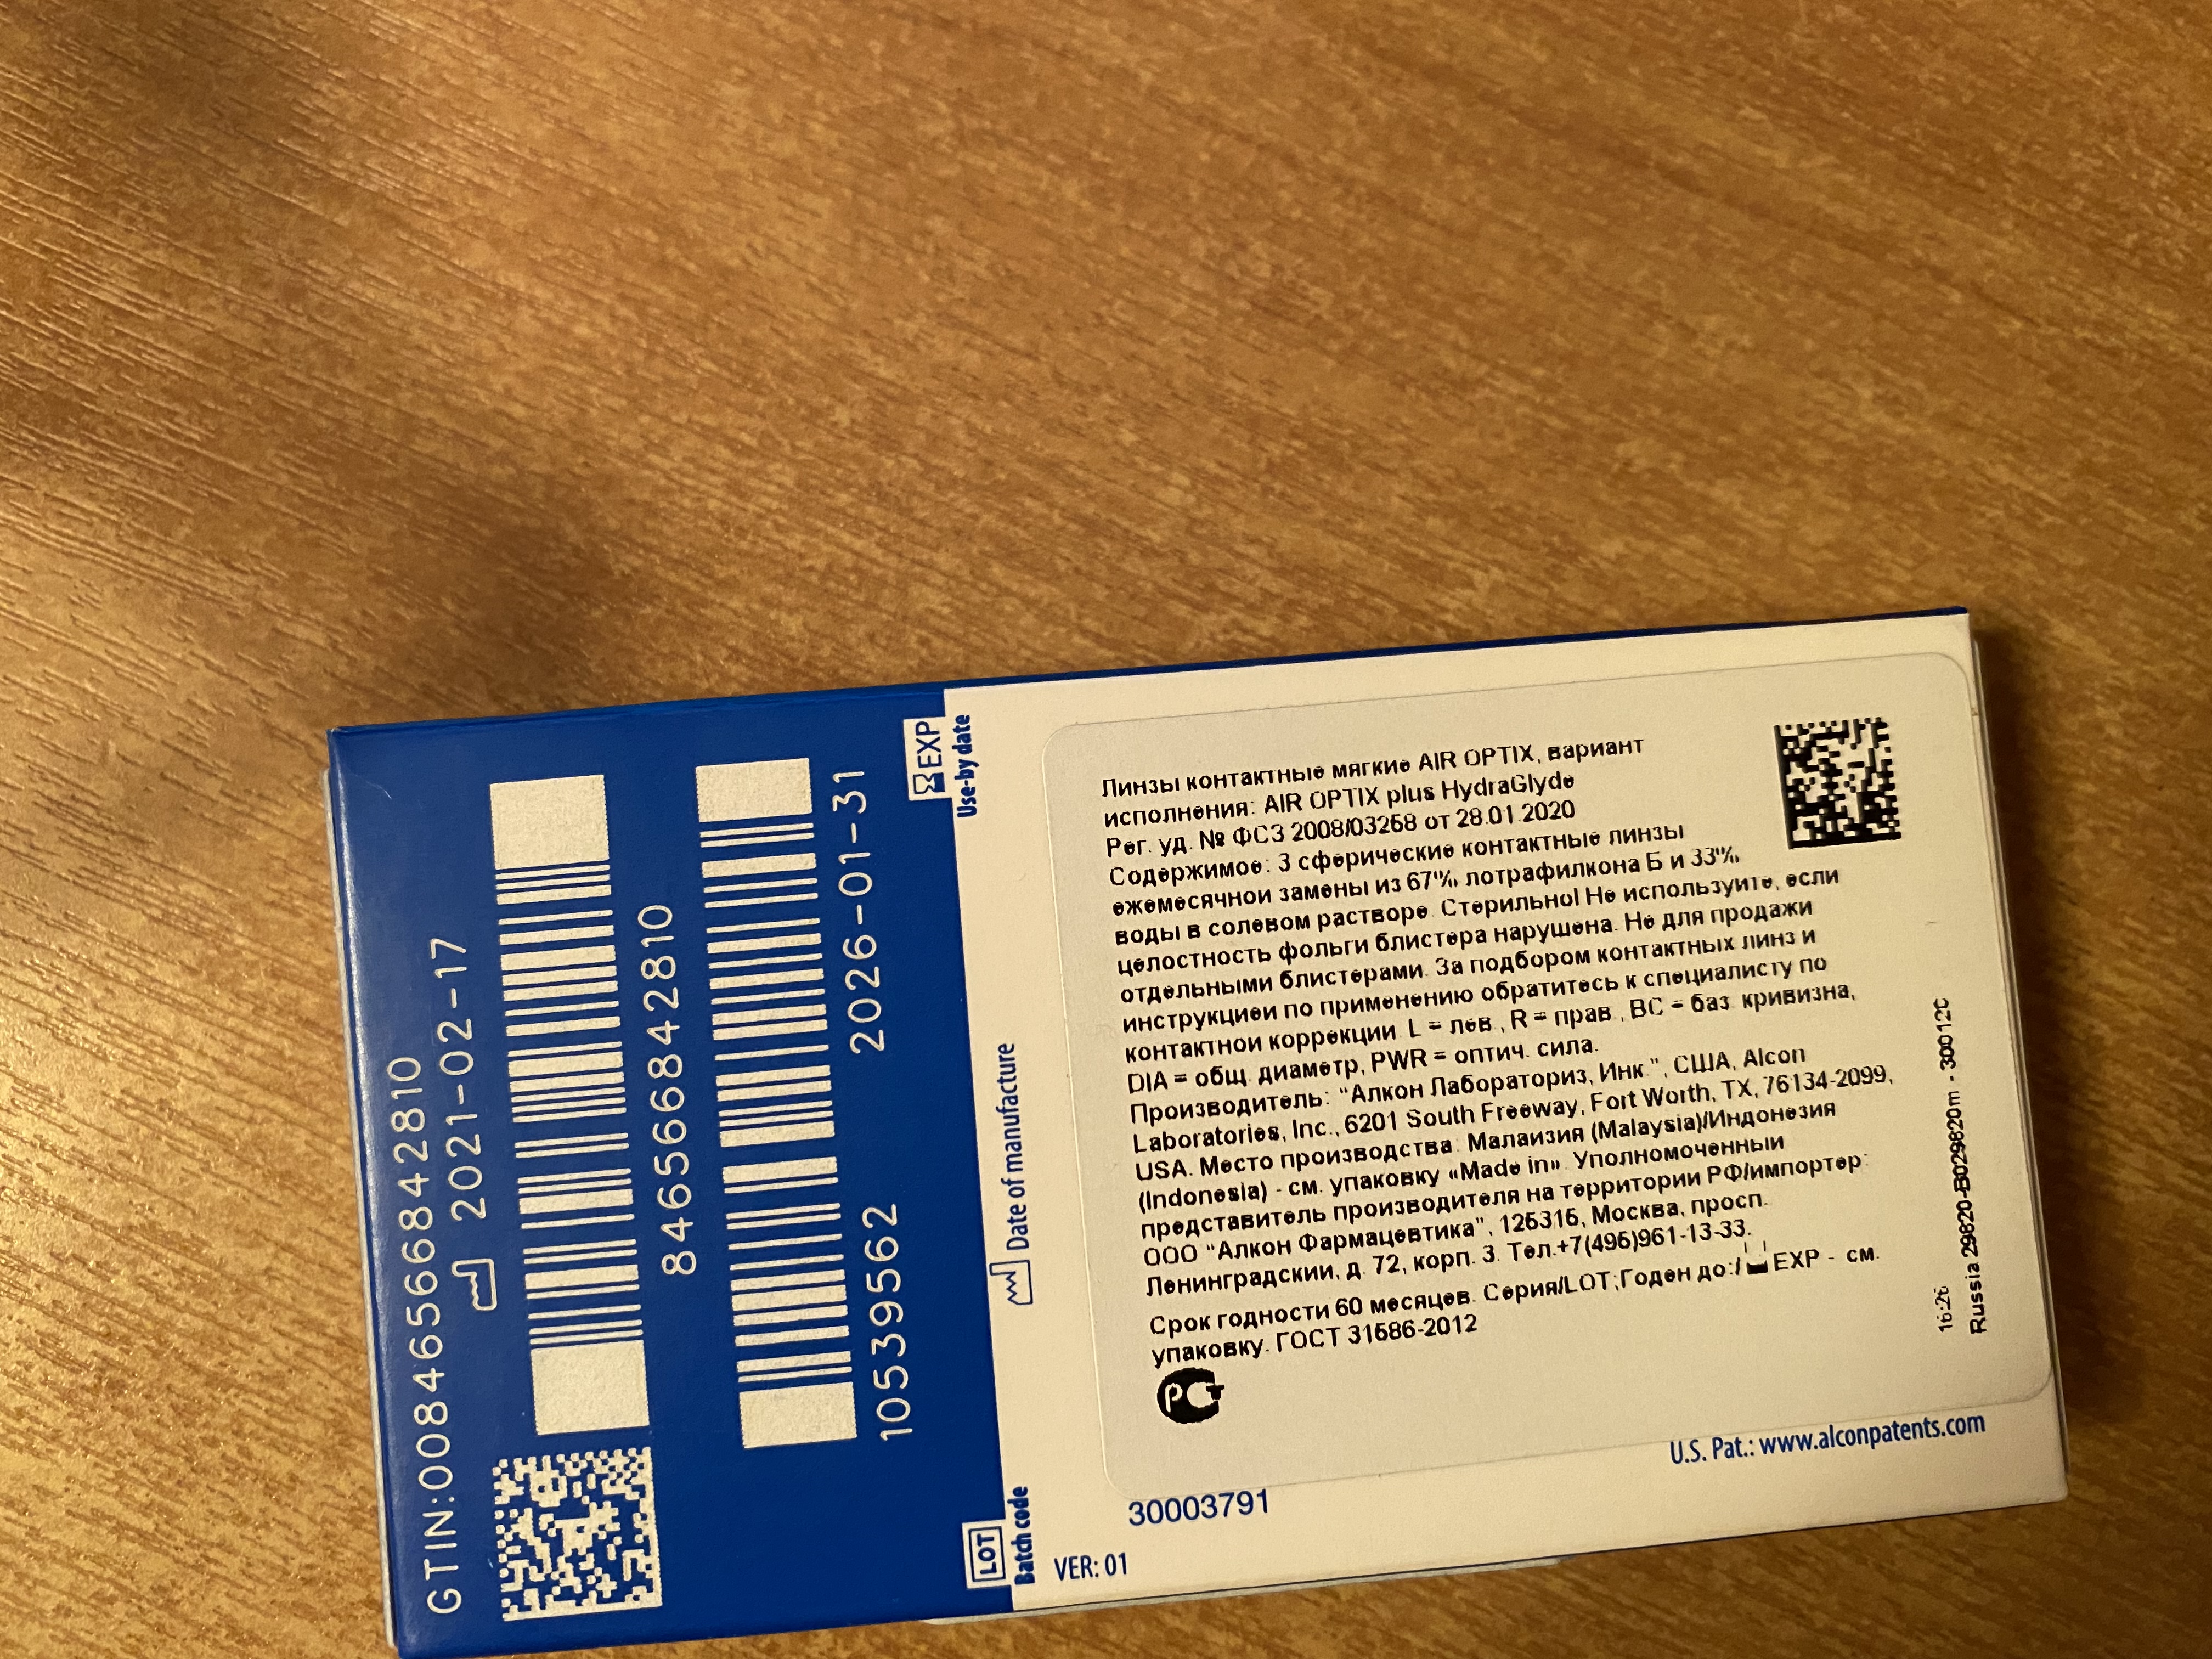 GTIN:00846566842810
2021-02-17
846566842810
2026-01-31
10539562
EXP
Use-by date
Date of manufacture
LOT
Batch code
VER: 01
30003791
Линзы контактные мягкие AIR OPTIX, вариант
исполнения: AIR OPTIX plus HydraGlyde
Рег. уд. № ФСЗ 2008/03268 от 28.01.2020
Содержимое: 3 сферические контактные линзы
ежемесячной замены из 67% лотрафилкона Б и 33%
воды в солевом растворе. Стерильно! Не используйте, если
целостность фольги блистера нарушена. Не для продажи
отдельными блистерами. За подбором контактных линз и
инструкцией по применению обратитесь к специалисту по
контактной коррекции. L = лев., R = прав., BC = баз. кривизна,
DIA = общ. диаметр, PWR = оптич. сила.
Производитель: "Алкон Лабораториз, Инк.", США, Alcon
Laboratories, Inc., 6201 South Freeway, Fort Worth, TX, 76134-2099,
USA. Место производства: Малайзия (Malaysia)/Индонезия
(Indonesia) - см. упаковку «Made in». Уполномоченный
представитель производителя на территории РФ/импортер:
ООО "Алкон Фармацевтика", 125315, Москва, просп.
Ленинградский, д. 72, корп. 3. Тел.+7(495)961-13-33.
Срок годности 60 месяцев. Серия/LOT;Годен до:/ EXP - см.
упаковку. ГОСТ 31586-2012
РСТ
1626
Russia 29820-B029820m - 30012c
U.S. Pat.: www.alconpatents.com